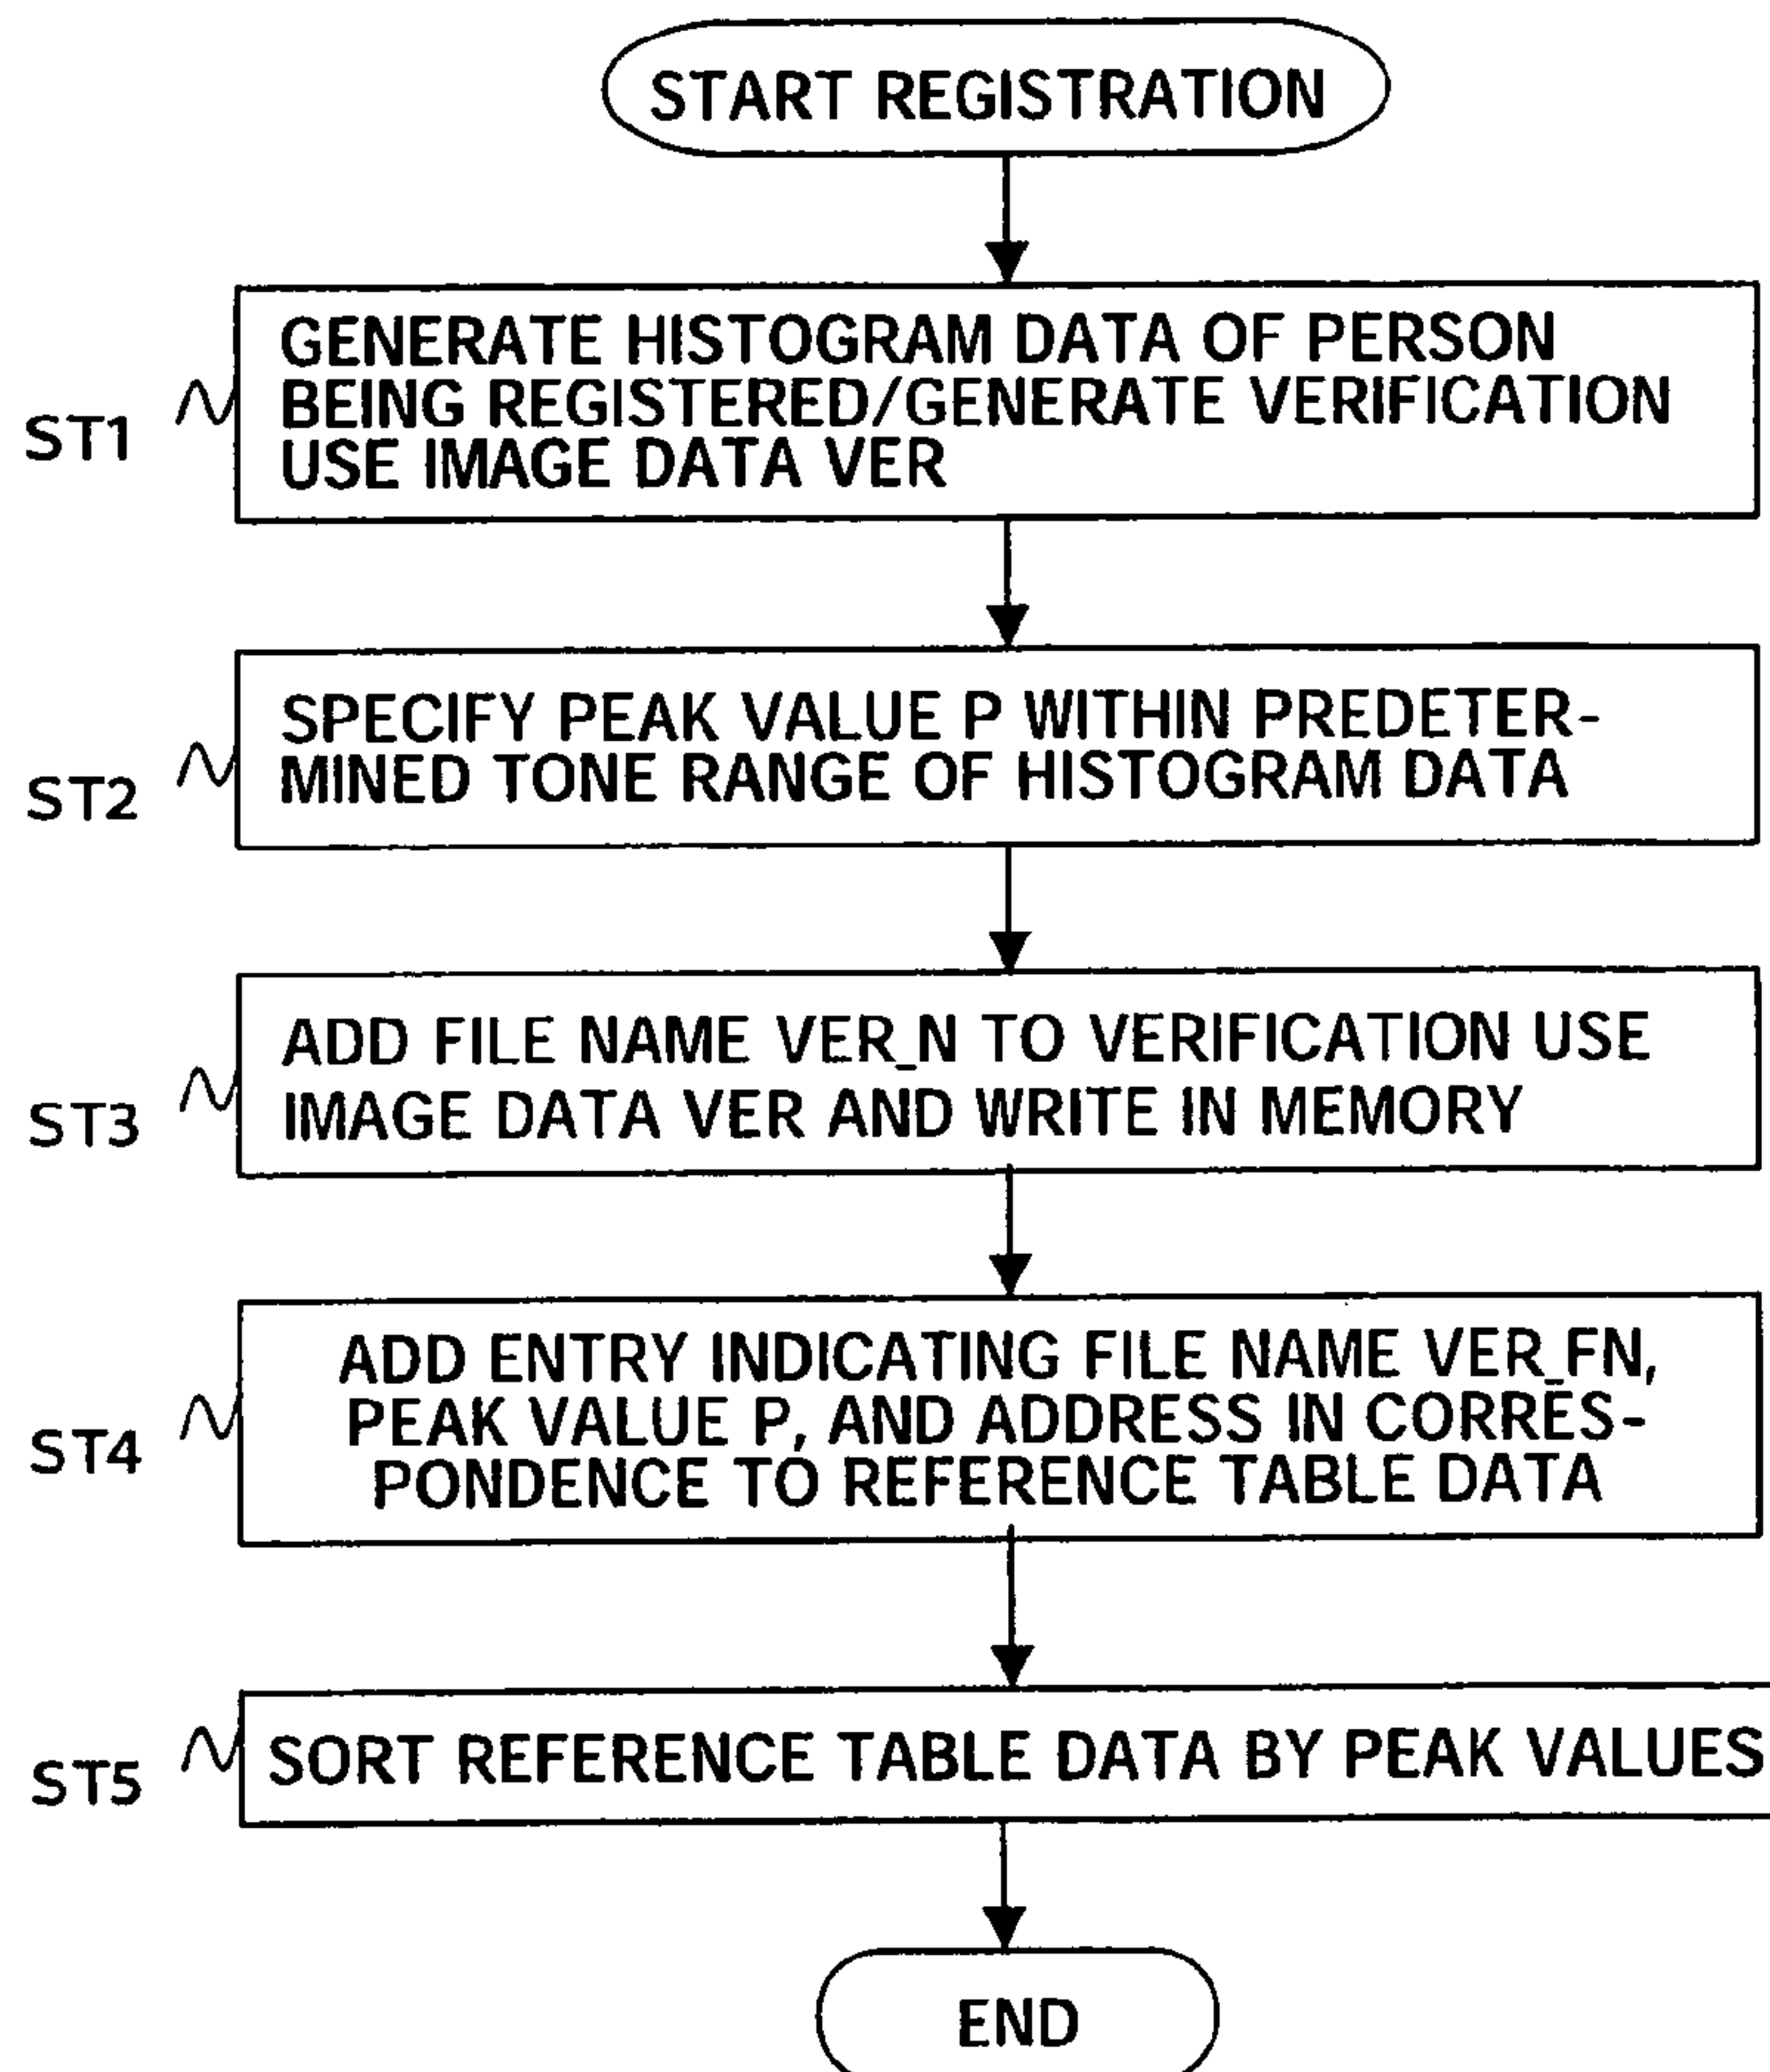 START REGISTRATION
GENERATE HISTOGRAM DATA OF PERSON
BEING REGISTERED/GENERATE VERIFICATION
USE IMAGE DATA VER
ST1
SPECIFY PEAK VALUE P WITHIN PREDETER-
MINED TONE RANGE OF HISTOGRAM DATA
ST2
ADD FILE NAME VER_N TO VERIFICATION USE
IMAGE DATA VER AND WRITE IN MEMORY
ST3
ADD ENTRY INDICATING FILE NAME VER_FN,
PEAK VALUE P, AND ADDRESS IN CORRES-
PONDENCE TO REFERENCE TABLE DATA
ST4
SORT REFERENCE TABLE DATA BY PEAK VALUES
ST5
END